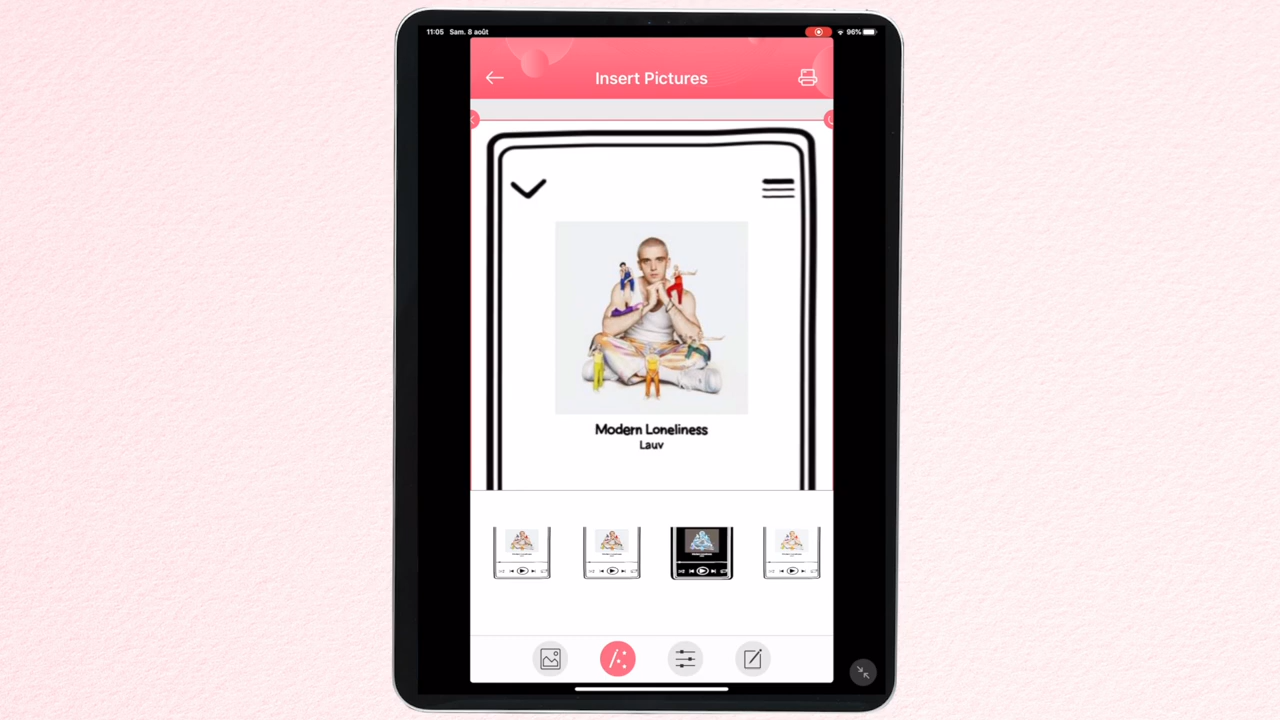 11:05 Sam. 8 août 96%
Insert Pictures
Modern Loneliness
Lauv